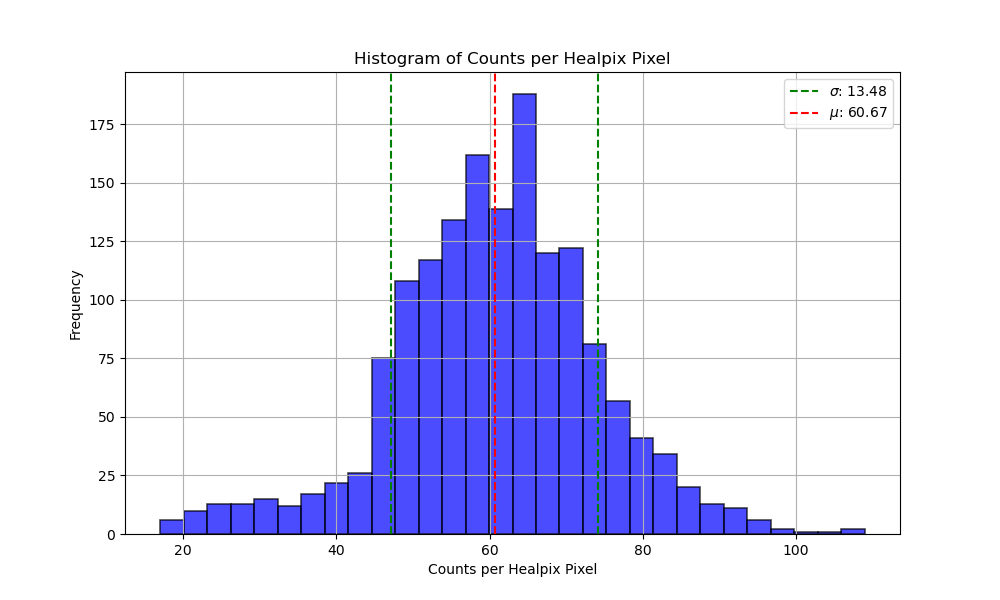 Histogram of Counts per Healpix Pixel
σ: 13.48
μ: 60.67
175
150
125
100
75
50
25
0
Frequency
20 40 60 80 100
Counts per Healpix Pixel